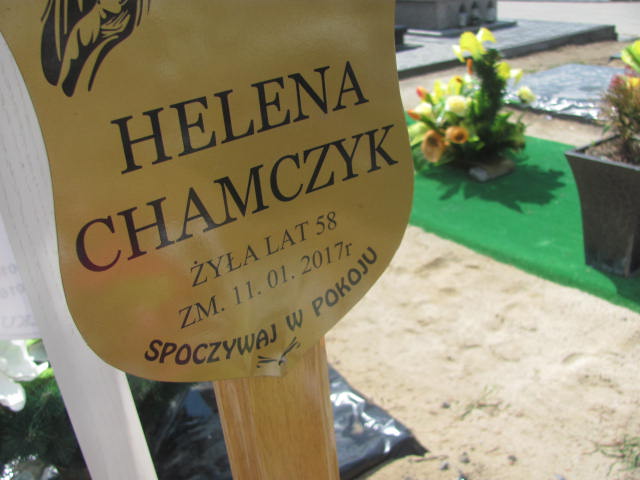 HELENA
CHAMCZYK
ŻYŁA LAT 58
ZM. 11. 01. 2017r
SPOCZYWAJ W POKOJU